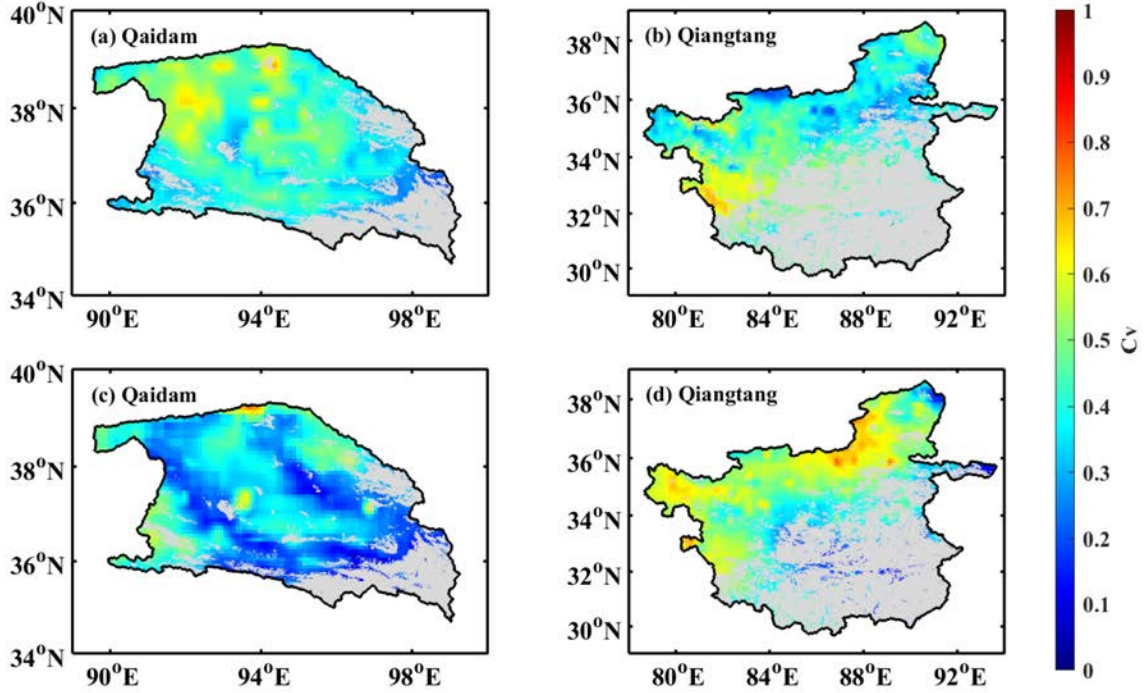 (a) Qaidam
40°N
38°N
36°N
34°N
90°E 94°E 98°E
(b) Qiangtang
38°N
36°N
34°N
32°N
30°N
80°E 84°E 88°E 92°E
(c) Qaidam
40°N
38°N
36°N
34°N
90°E 94°E 98°E
(d) Qiangtang
38°N
36°N
34°N
32°N
30°N
80°E 84°E 88°E 92°E
1
0.9
0.8
0.7
0.6
0.5
0.4
0.3
0.2
0.1
0
Cv